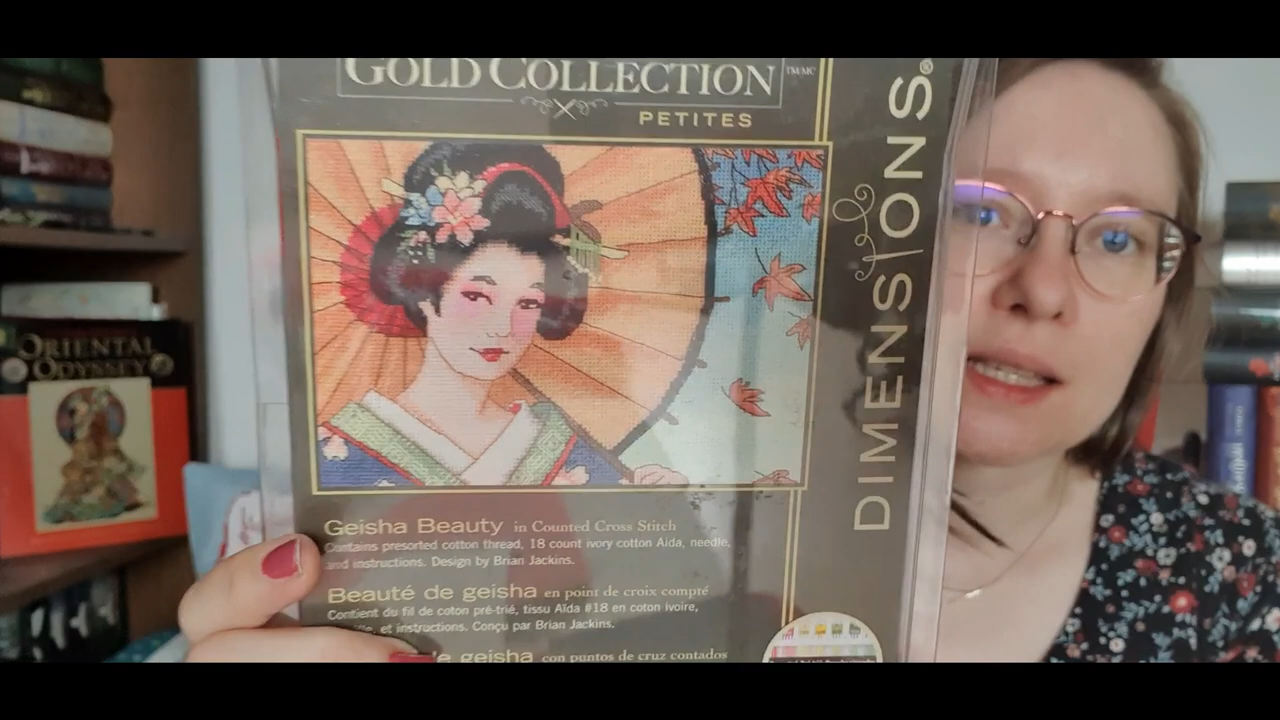 GOLD COLLECTION TM/MC
PETITES
DIMENSIONS®
ORIENTAL
ODYSSEY
Geisha Beauty in Counted Cross Stitch
Contains presorted cotton thread, 18 count ivory cotton Aida, needle,
and instructions. Design by Brian Jackins.
Beauté de geisha en point de croix compté
Contient du fil de coton pré-trié, tissu Aïda #18 en coton ivoire,
et instructions. Conçu par Brian Jackins.
geisha con puntos de cruz contados